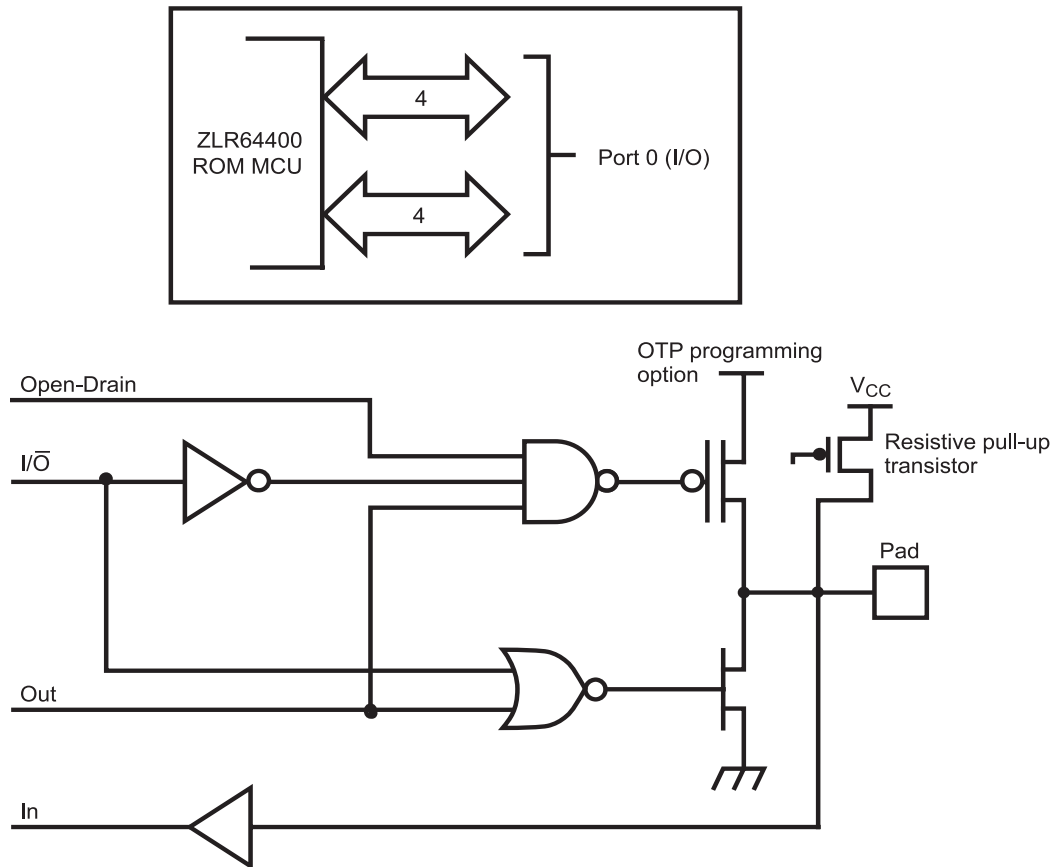 ZLR64400
ROM MCU
4
4
Port 0 (I/O)
OTP programming
option
Open-Drain
VCC
I/O̅
Resistive pull-up
transistor
Pad
Out
In